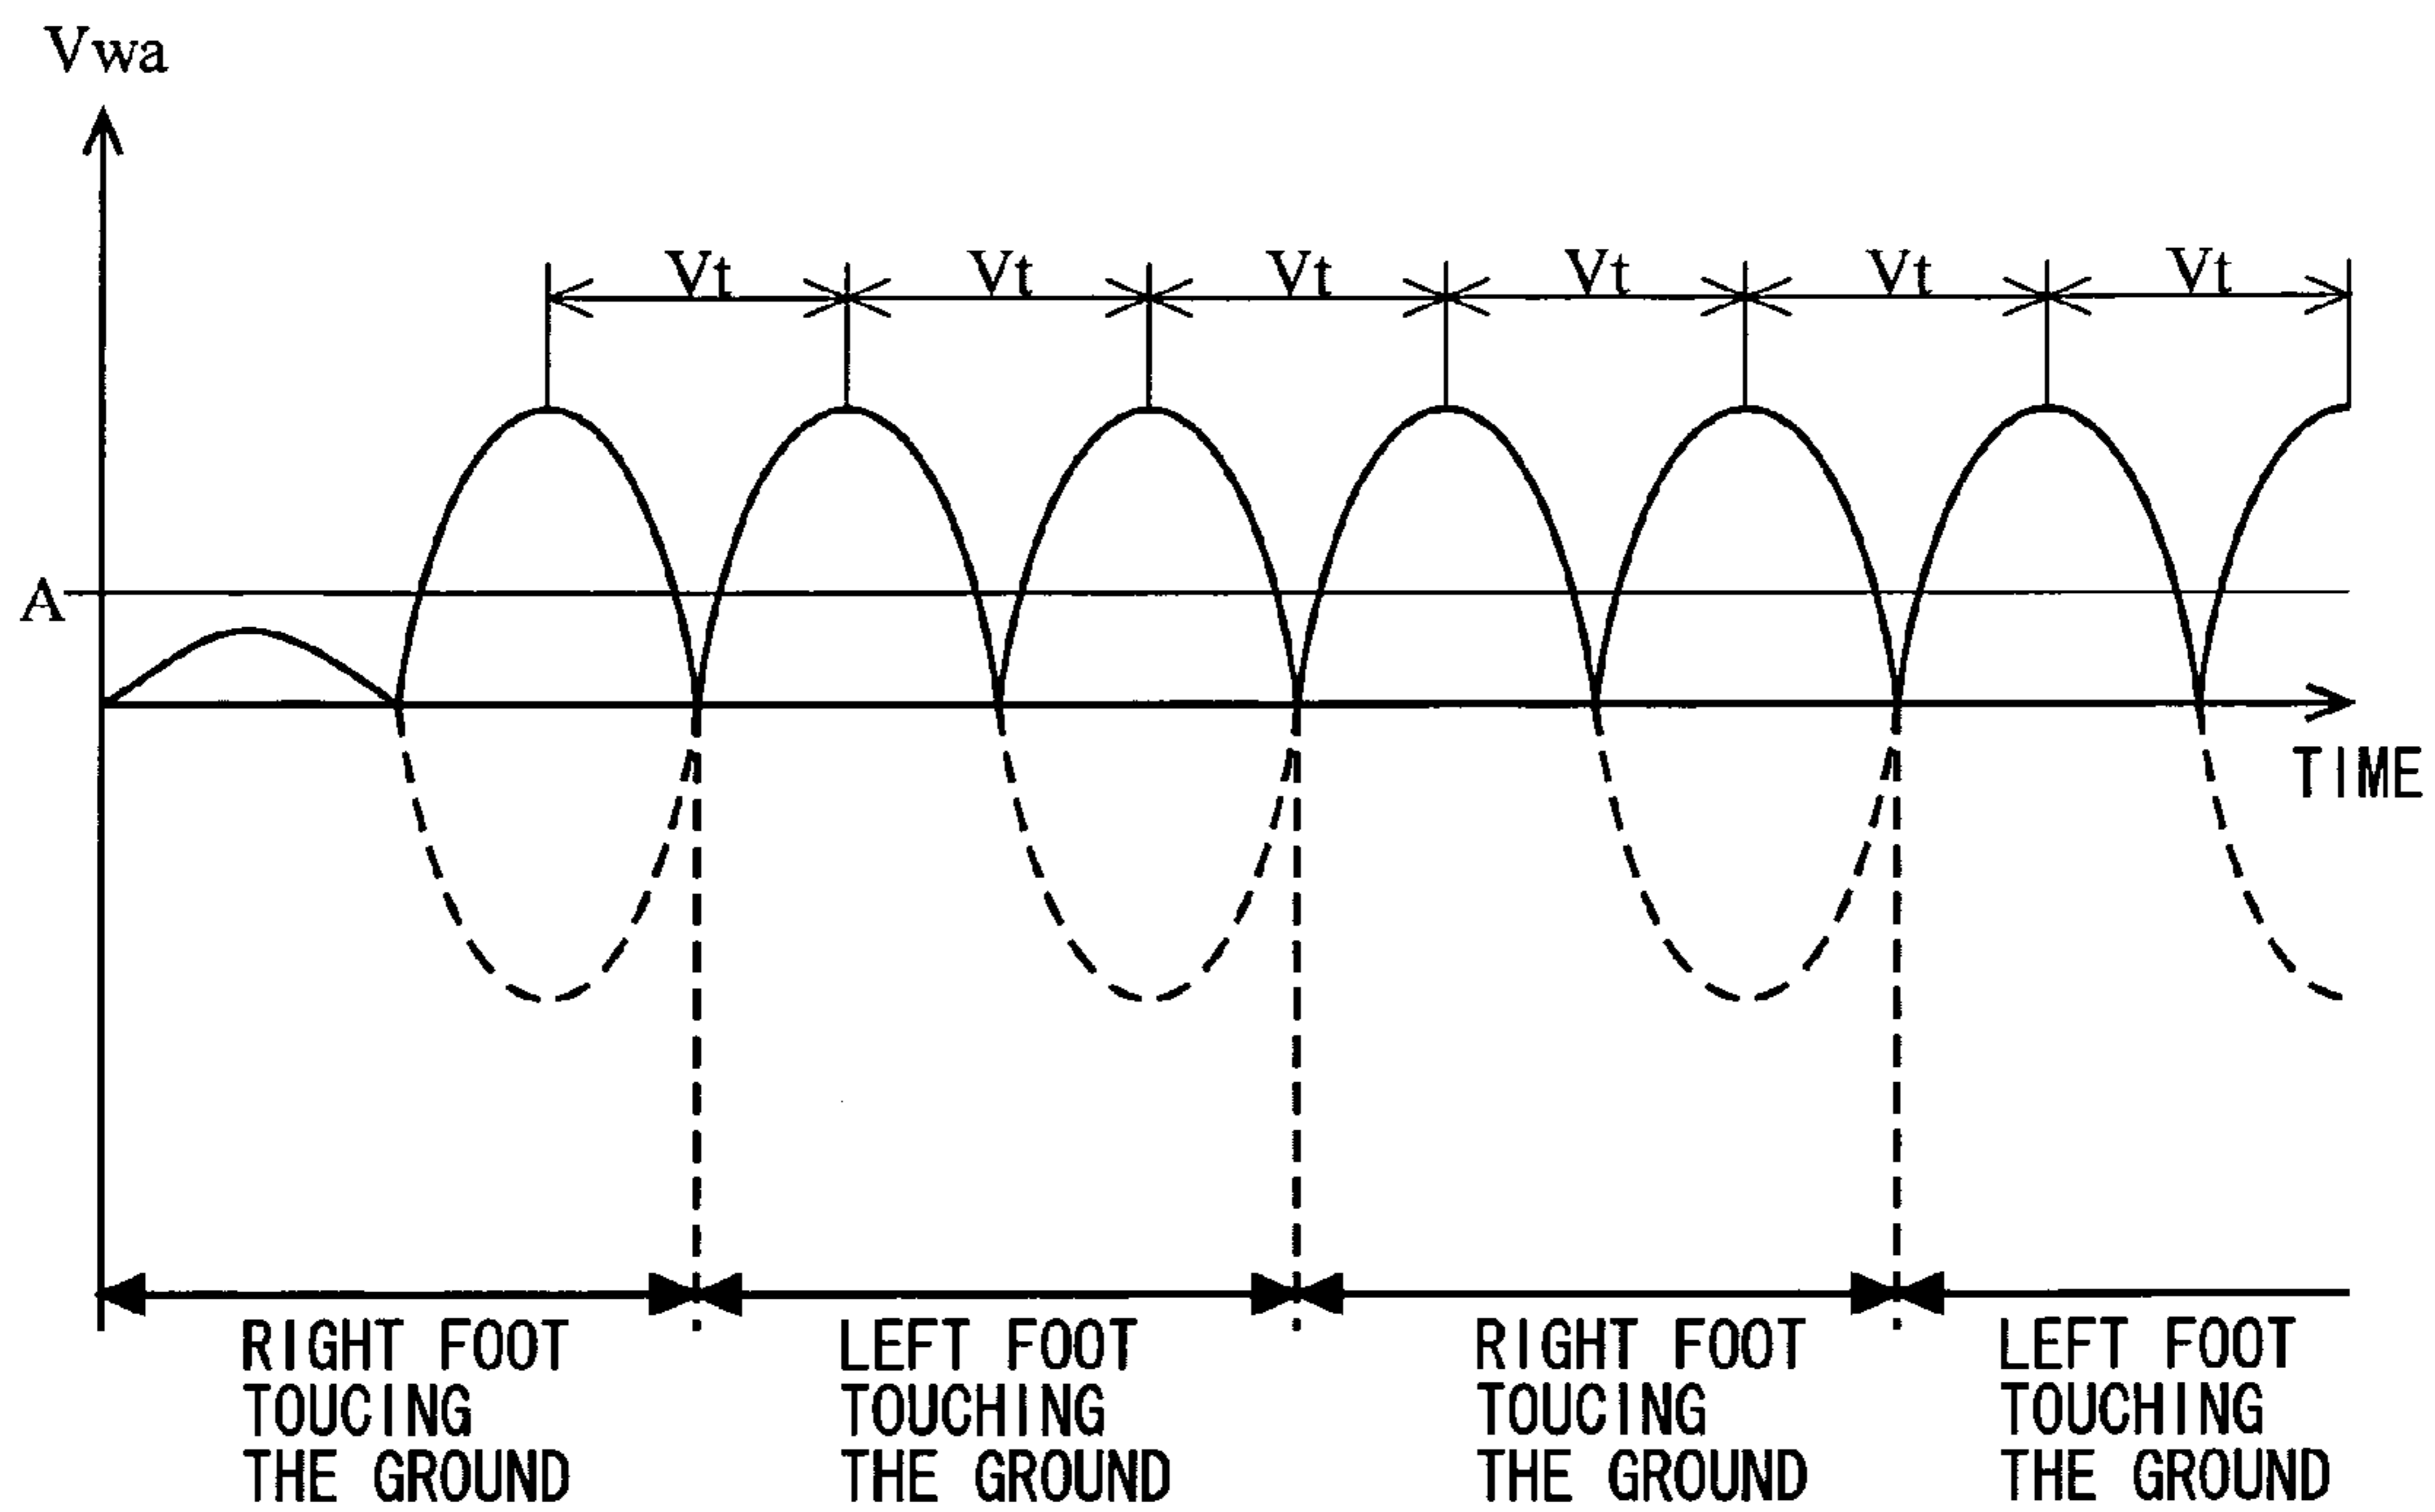 Vwa
Vt Vt Vt Vt Vt Vt
A
TIME
RIGHT FOOT
TOUCING
THE GROUND
LEFT FOOT
TOUCHING
THE GROUND
RIGHT FOOT
TOUCING
THE GROUND
LEFT FOOT
TOUCHING
THE GROUND